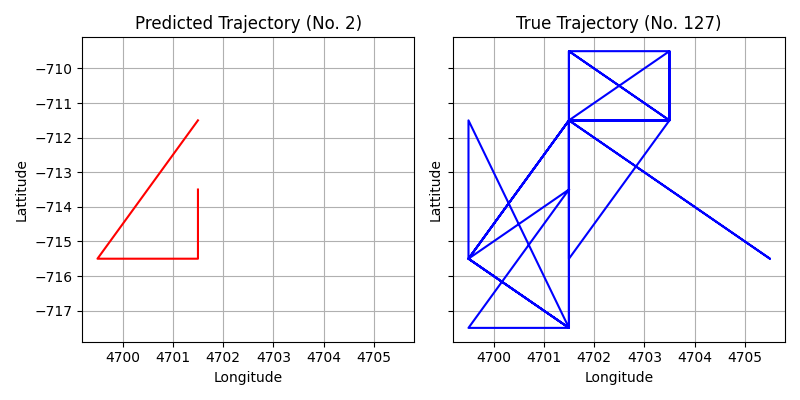 Predicted Trajectory (No. 2)
True Trajectory (No. 127)
Lattitude
−710
−711
−712
−713
−714
−715
−716
−717
4700 4701 4702 4703 4704 4705
Longitude
Lattitude
4700 4701 4702 4703 4704 4705
Longitude